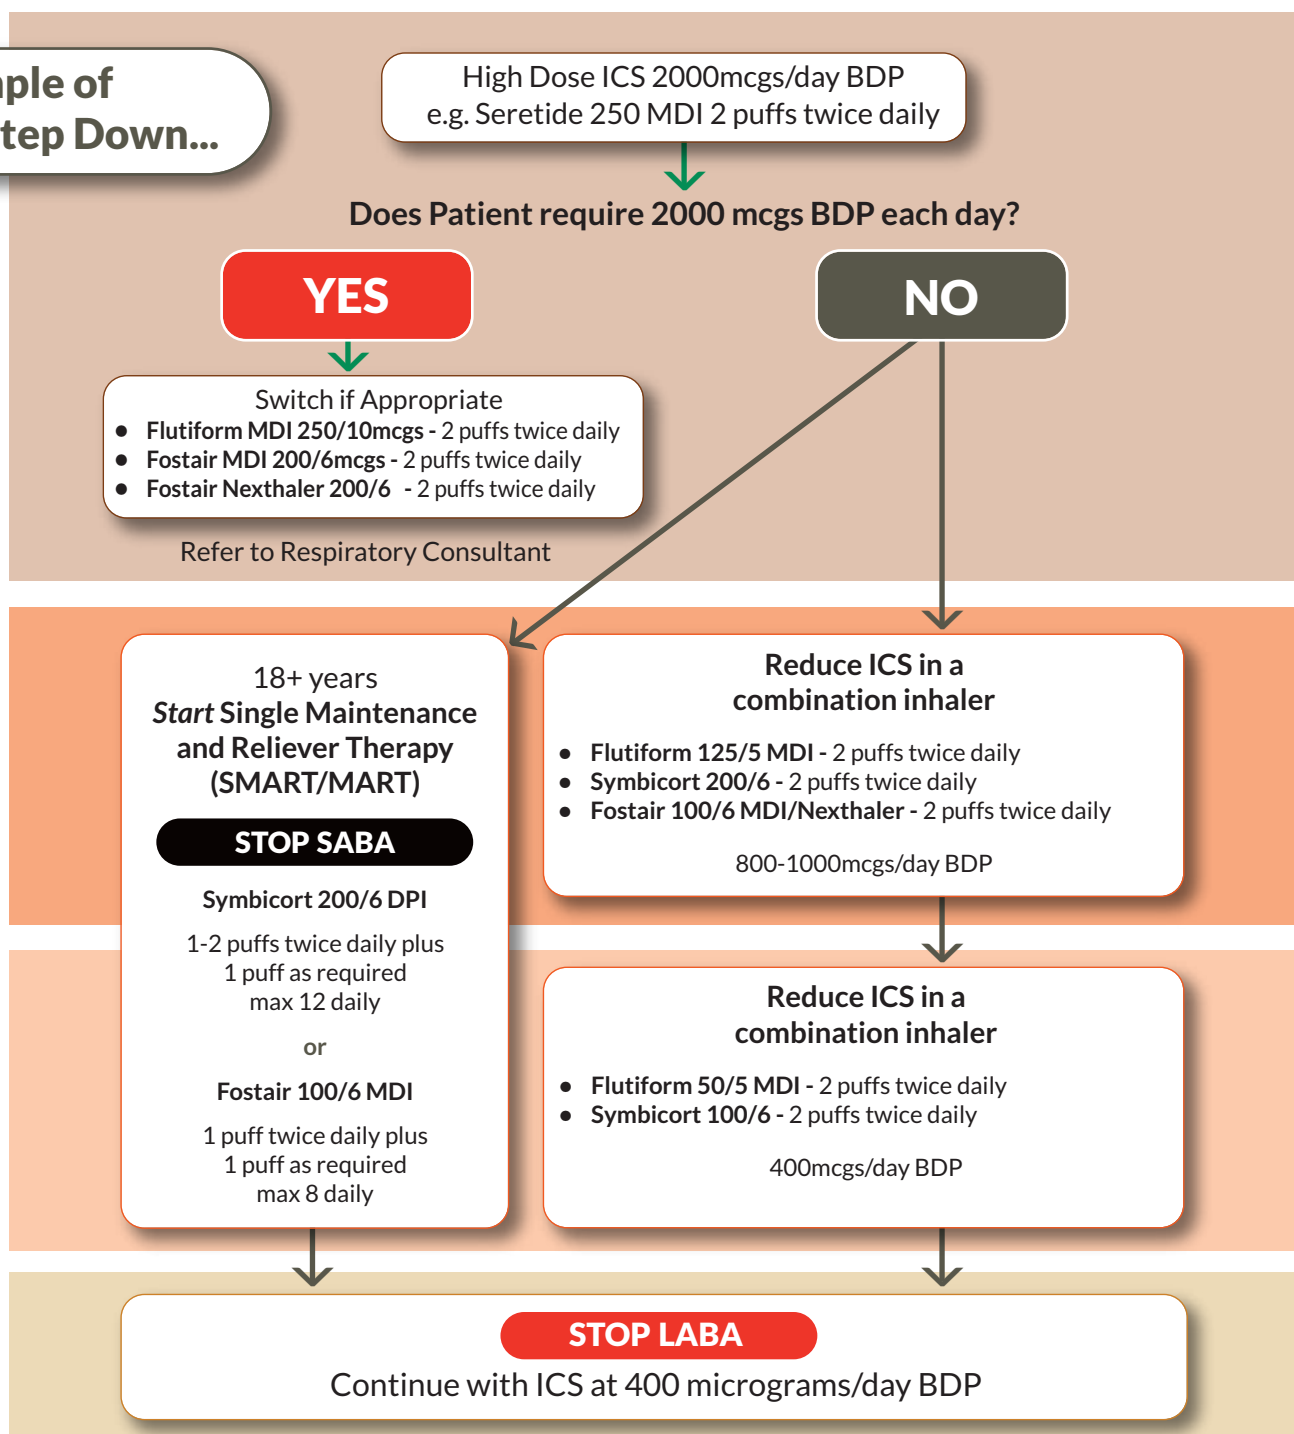 of
Down...
High Dose ICS 2000mcgs/day BDP
e.g. Seretide 250 MDI 2 puffs twice daily
Does Patient require 2000 mcgs BDP each day?
YES
NO
Switch if Appropriate
● Flutiform MDI 250/10mcgs - 2 puffs twice daily
● Fostair MDI 200/6mcgs - 2 puffs twice daily
● Fostair Nexthaler 200/6 - 2 puffs twice daily
Refer to Respiratory Consultant
18+ years
Start Single Maintenance
and Reliever Therapy
(SMART/MART)
STOP SABA
Symbicort 200/6 DPI
1-2 puffs twice daily plus
1 puff as required
max 12 daily
or
Fostair 100/6 MDI
1 puff twice daily plus
1 puff as required
max 8 daily
Reduce ICS in a
combination inhaler
● Flutiform 125/5 MDI - 2 puffs twice daily
● Symbicort 200/6 - 2 puffs twice daily
● Fostair 100/6 MDI/Nexthaler - 2 puffs twice daily
800-1000mcgs/day BDP
Reduce ICS in a
combination inhaler
● Flutiform 50/5 MDI - 2 puffs twice daily
● Symbicort 100/6 - 2 puffs twice daily
400mcgs/day BDP
STOP LABA
Continue with ICS at 400 micrograms/day BDP